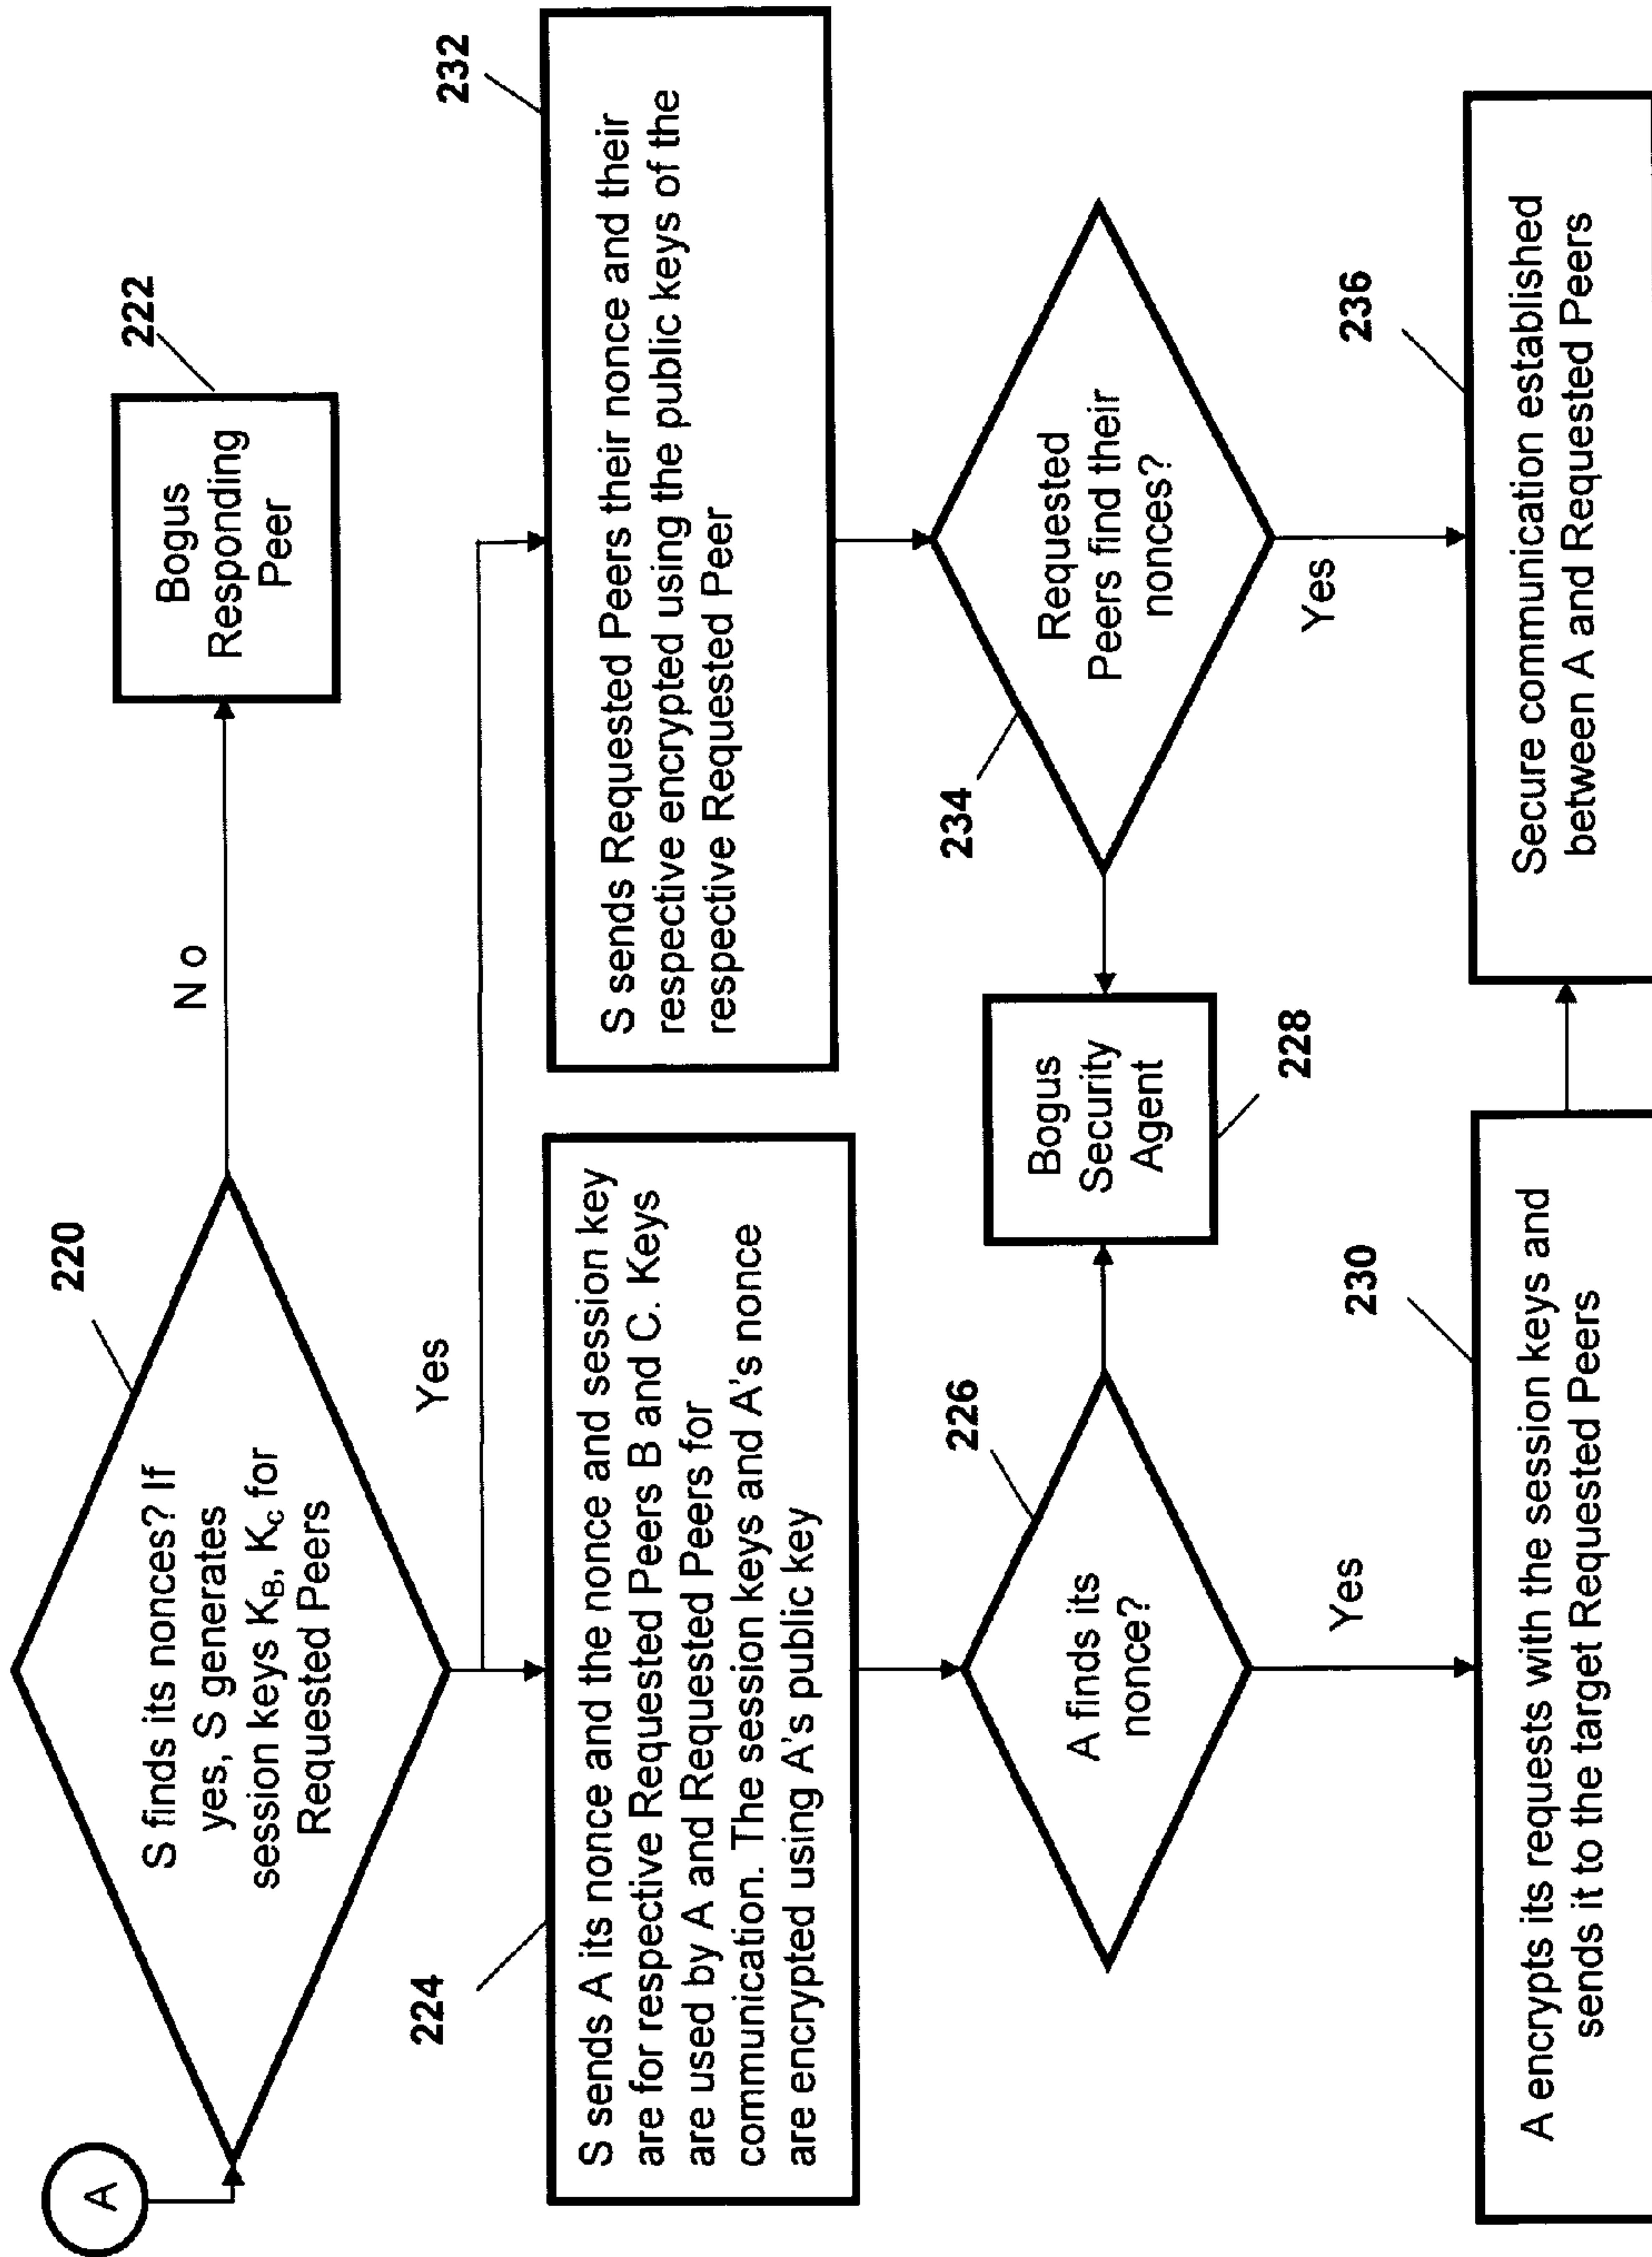 A
220
S finds its nonces? If
yes, S generates
session keys KB, KC for
Requested Peers
No
222
Bogus
Responding
Peer
Yes
224
S sends A its nonce and the nonce and session key
are for respective Requested Peers B and C. Keys
are used by A and Requested Peers for
communication. The session keys and A's nonce
are encrypted using A's public key
232
S sends Requested Peers their nonce and their
respective encrypted using the public keys of the
respective Requested Peer
226
A finds its
nonce?
Bogus
Security
Agent
228
234
Requested
Peers find their
nonces?
Yes
Yes
230
A encrypts its requests with the session keys and
sends it to the target Requested Peers
236
Secure communication established
between A and Requested Peers